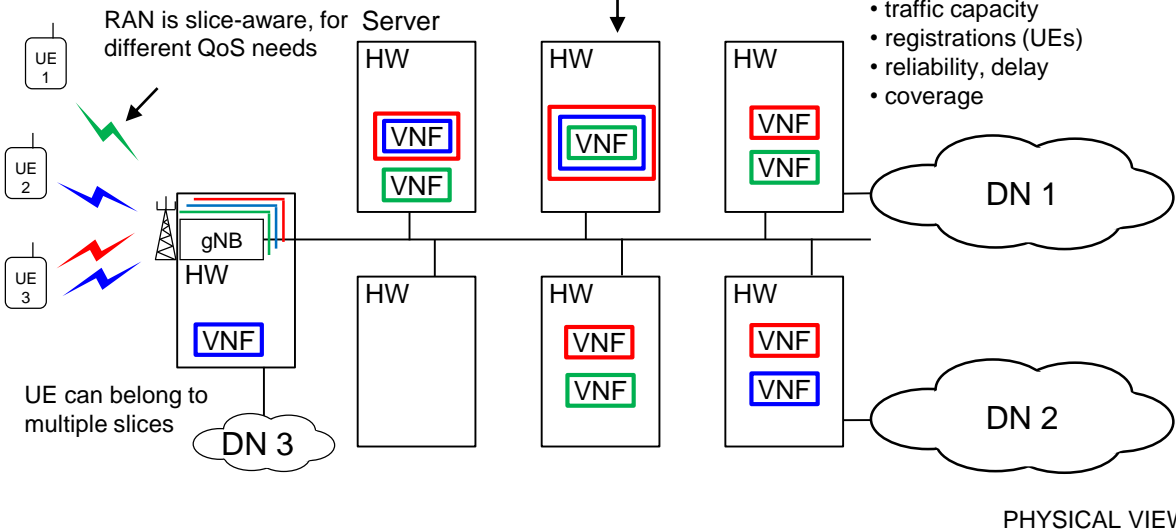 RAN is slice-aware, for
different QoS needs
Server
• traffic capacity
• registrations (UEs)
• reliability, delay
• coverage
UE
1
UE
2
UE
3
gNB
HW
VNF
UE can belong to
multiple slices
DN 3
HW
VNF
VNF
HW
VNF
HW
VNF
VNF
DN 1
HW
HW
VNF
VNF
HW
VNF
VNF
DN 2
PHYSICAL VIEW